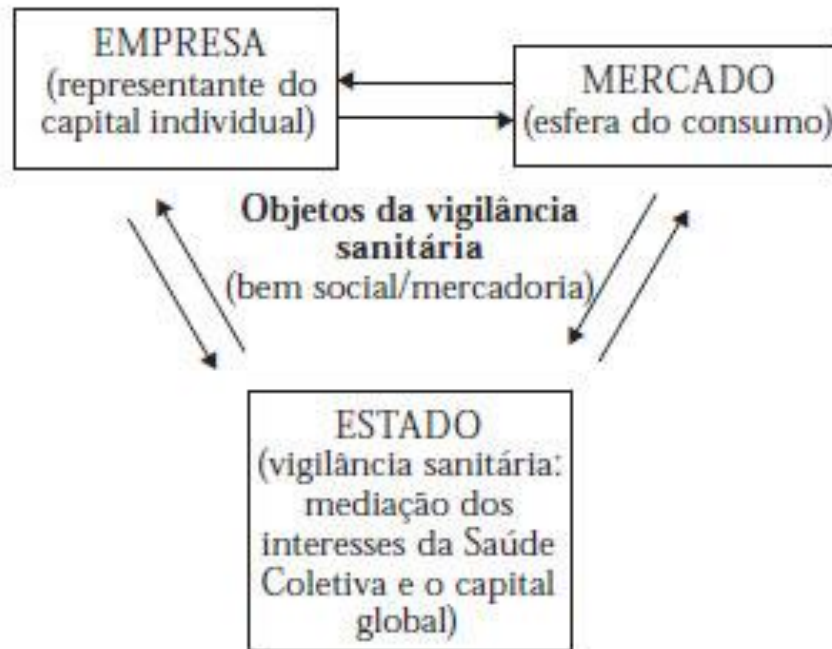 EMPRESA
(representante do
capital individual)
MERCADO
(esfera do consumo)
Objetos da vigilância
sanitária
(bem social/mercadoria)
ESTADO
(vigilância sanitária:
mediação dos
interesses da Saúde
Coletiva e o capital
global)